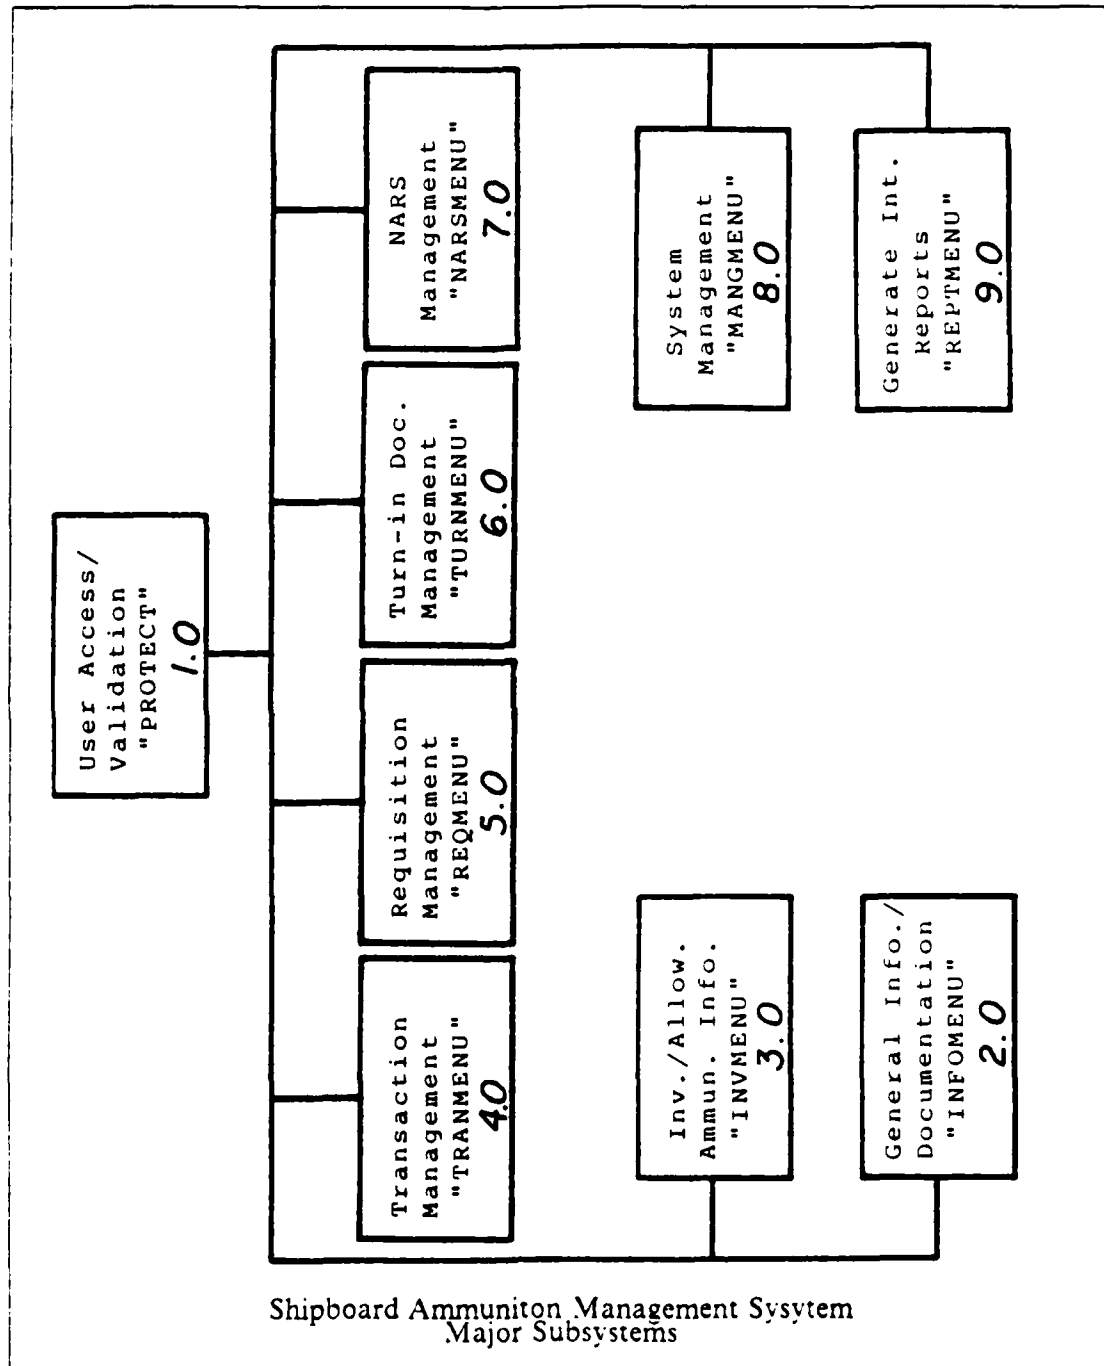 User Access/
Validation
"PROTECT"
1.0
Transaction
Management
"TRANMENU"
4.0
Requisition
Management
"REQMENU"
5.0
Turn-in Doc.
Management
"TURNMENU"
6.0
NARS
Management
"NARSMENU"
7.0
Inv./Allow.
Ammun. Info.
"INVMENU"
3.0
System
Management
"MANGMENU"
8.0
General Info./
Documentation
"INFOMENU"
2.0
Generate Int.
Reports
"REPTMENU"
9.0
Shipboard Ammuniton Management Sysytem
Major Subsystems